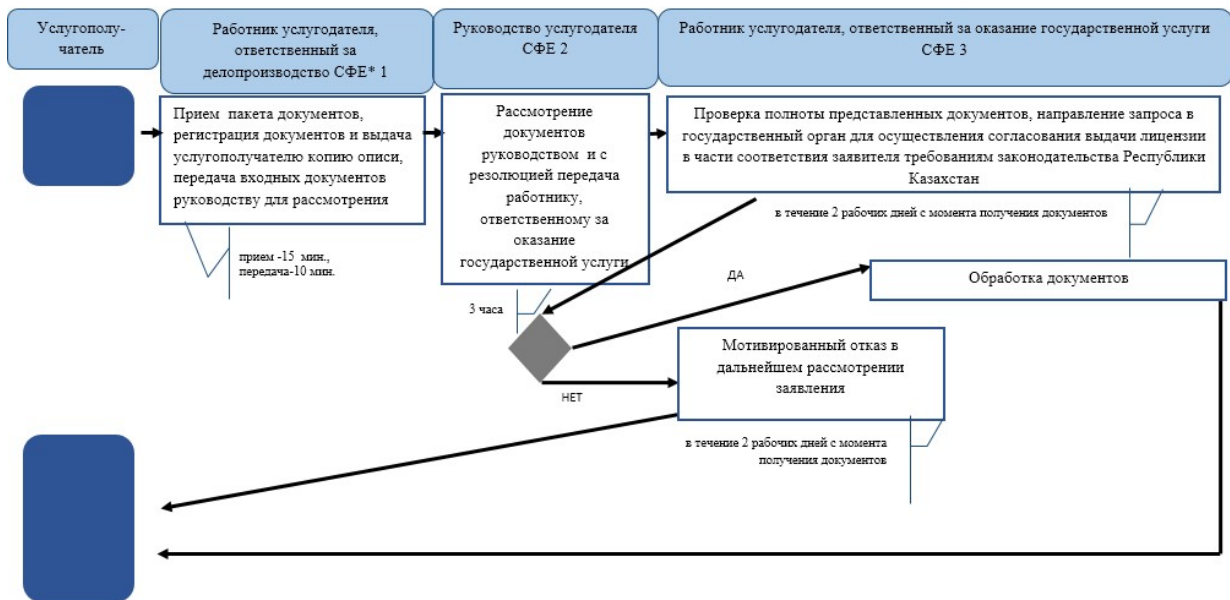 Услугополу-
чатель
Работник услугодателя,
ответственный за
делопроизводство СФЕ* 1
Руководство услугодателя
СФЕ 2
Работник услугодателя, ответственный за оказание государственной услуги
СФЕ 3
Прием пакета документов,
регистрация документов и выдача
услугополучателю копию описи,
передача входных документов
руководству для рассмотрения
Рассмотрение
документов
руководством и с
резолюцией передача
работнику,
ответственному за
оказание
государственной услуги
Проверка полноты представленных документов, направление запроса в
государственный орган для осуществления согласования выдачи лицензии
в части соответствия заявителя требованиям законодательства Республики
Казахстан
в течение 2 рабочих дней с момента получения документов
прием -15 мин.,
передача-10 мин.
3 часа
ДА
Обработка документов
НЕТ
Мотивированный отказ в
дальнейшем рассмотрении
заявления
в течение 2 рабочих дней с момента
получения документов